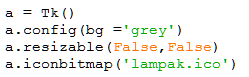 a = Tk()
a.config(bg ='grey')
a.resizable(False,False)
a.iconbitmap('lampak.ico')